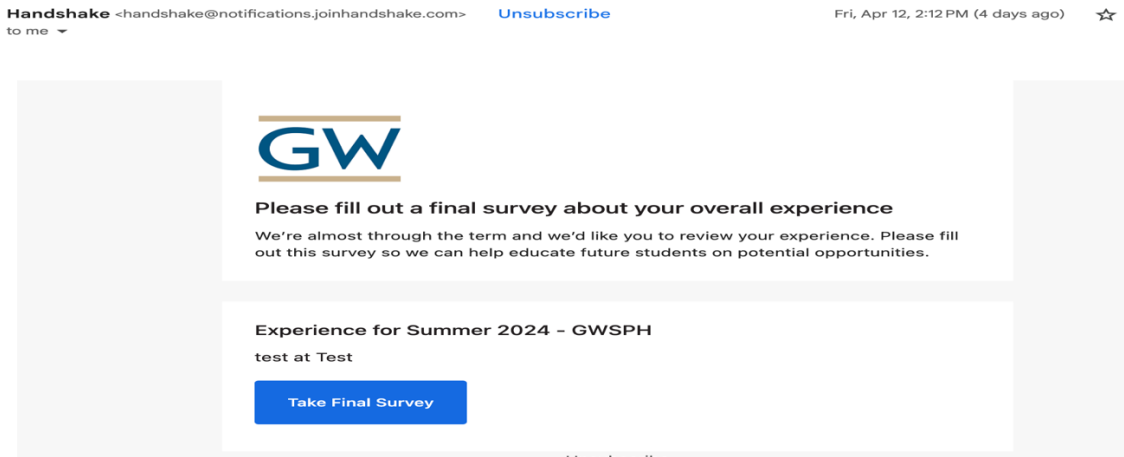 Handshake <handshake@notifications.joinhandshake.com> Unsubscribe Fri, Apr 12, 2:12 PM (4 days ago)
to me
GW
Please fill out a final survey about your overall experience
We're almost through the term and we'd like you to review your experience. Please fill
out this survey so we can help educate future students on potential opportunities.
Experience for Summer 2024 - GWSPH
test at Test
Take Final Survey